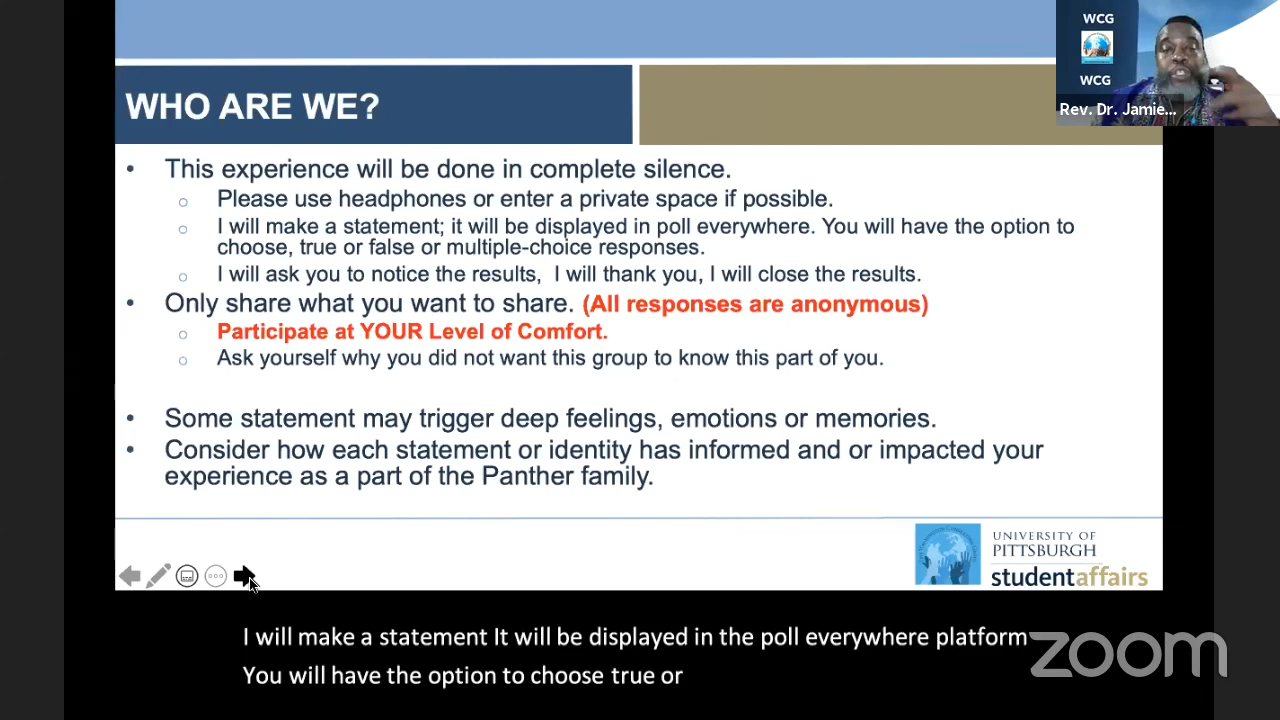 WCG
WCG
Rev. Dr. Jamie...
WHO ARE WE?
• This experience will be done in complete silence.
○ Please use headphones or enter a private space if possible.
○ I will make a statement; it will be displayed in poll everywhere. You will have the option to
choose, true or false or multiple-choice responses.
○ I will ask you to notice the results, I will thank you, I will close the results.
• Only share what you want to share. (All responses are anonymous)
○ Participate at YOUR Level of Comfort.
○ Ask yourself why you did not want this group to know this part of you.
• Some statement may trigger deep feelings, emotions or memories.
• Consider how each statement or identity has informed and or impacted your
experience as a part of the Panther family.
UNIVERSITY OF
PITTSBURGH
studentaffairs
I will make a statement It will be displayed in the poll everywhere platform
You will have the option to choose true or
zoom